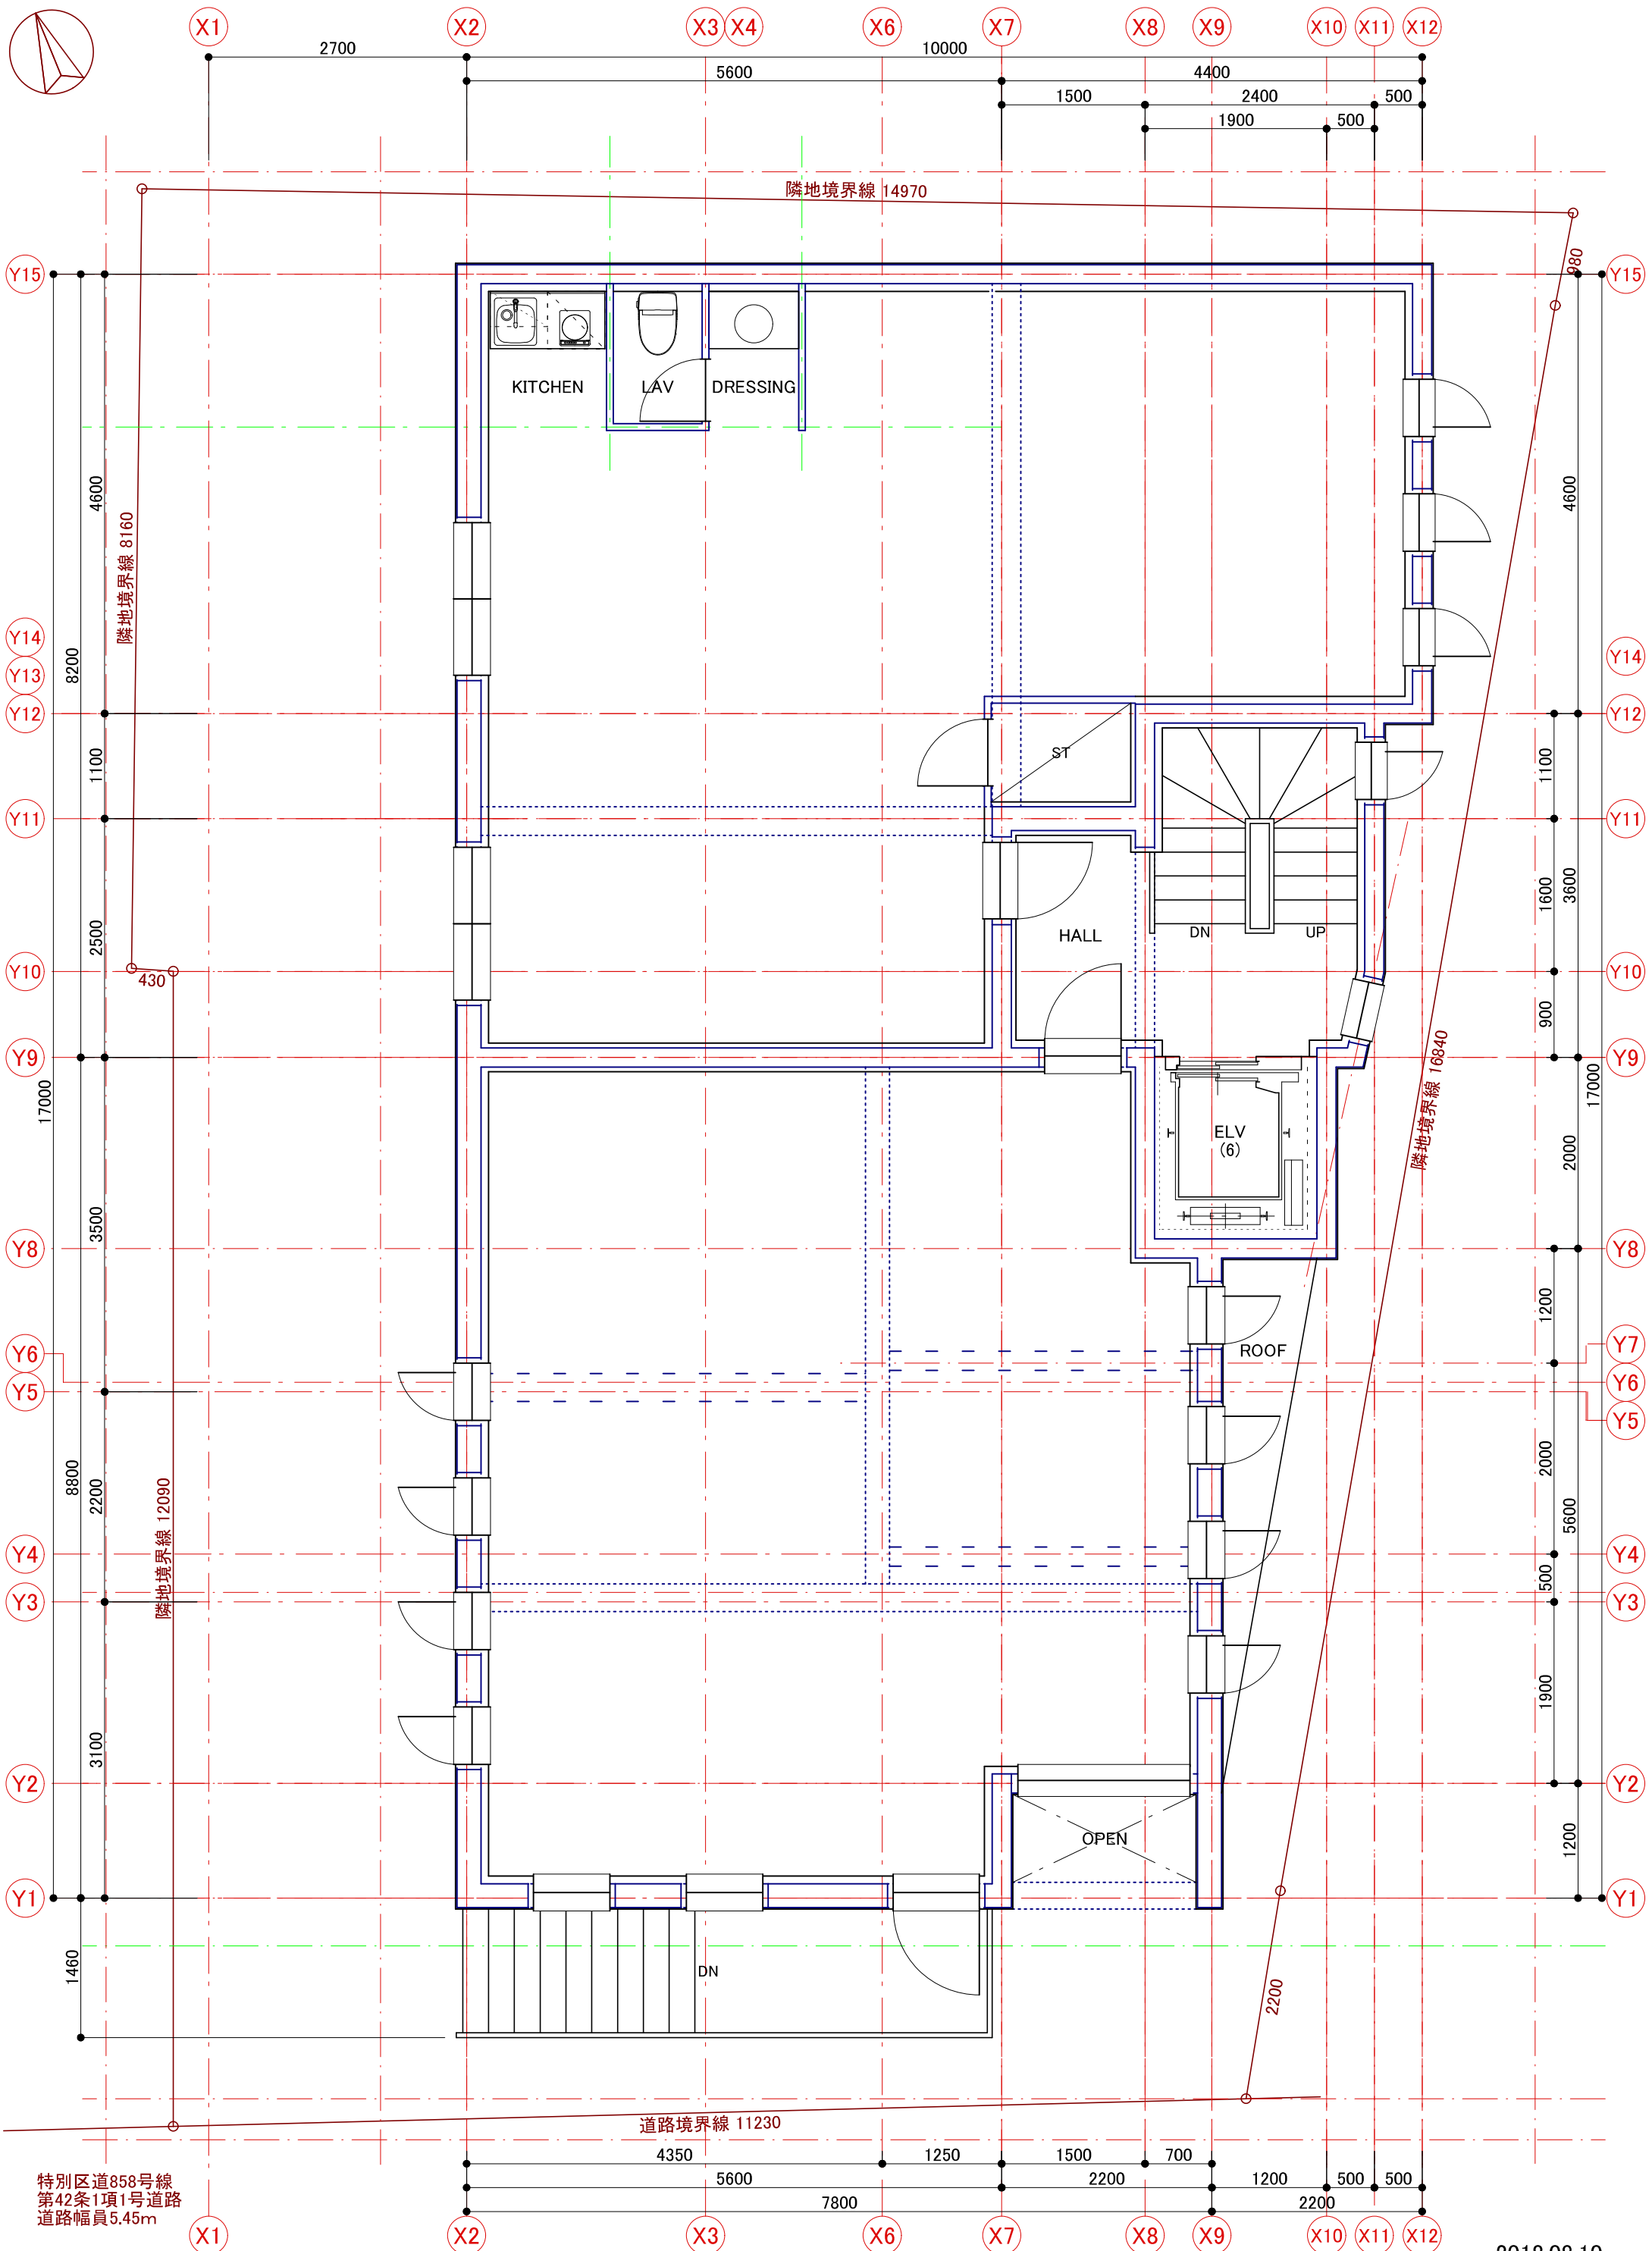 X1 X2 X3 X4 X6 X7 X8 X9 X10 X11 X12
2700 10000
5600 4400
1500 2400 500
1900 500
隣地境界線 14970
980
Y15 Y15
KITCHEN LAV DRESSING
4600 4600
隣地境界線 8160
Y14 Y14
8200
Y13
Y12 Y12
ST
1100 1100
Y11 Y11
2500 1600 3600
HALL DN UP
Y10 Y10
430
900
隣地境界線 16840
Y9 Y9
17000 17000
ELV
(6)
2000
3500
Y8 Y8
1200
ROOF
Y6 Y7
Y5 Y6
Y5
8800 2200 2000
5600
隣地境界線 12090
Y4 Y4
500
Y3 Y3
1900
3100
Y2 Y2
OPEN
1200
Y1 Y1
1460
DN
2200
道路境界線 11230
4350 1250 1500 700
5600 2200 1200 500 500
7800 2200
特別区道858号線
第42条1項1号道路
道路幅員5.45m
X1 X2 X3 X6 X7 X8 X9 X10 X11 X12